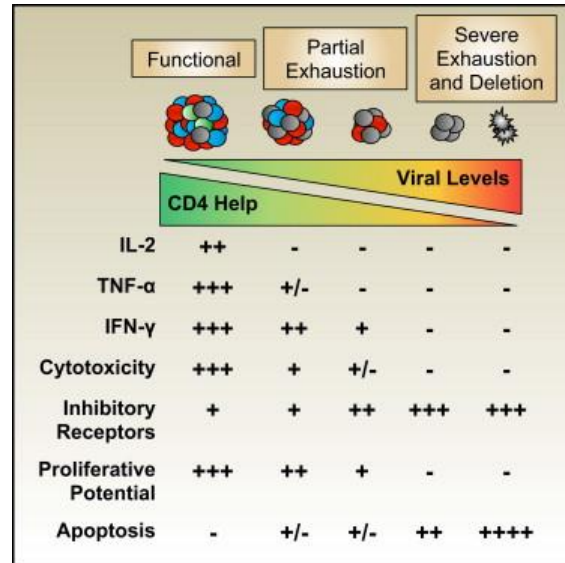 Functional
Partial
Exhaustion
Severe
Exhaustion
and Deletion
Viral Levels
CD4 Help
IL-2 ++ - - - -
TNF-α +++ +/- - - -
IFN-γ +++ ++ + - -
Cytotoxicity +++ + +/- - -
Inhibitory
Receptors + + ++ +++ +++
Proliferative
Potential +++ ++ + - -
Apoptosis - +/- +/- ++ ++++